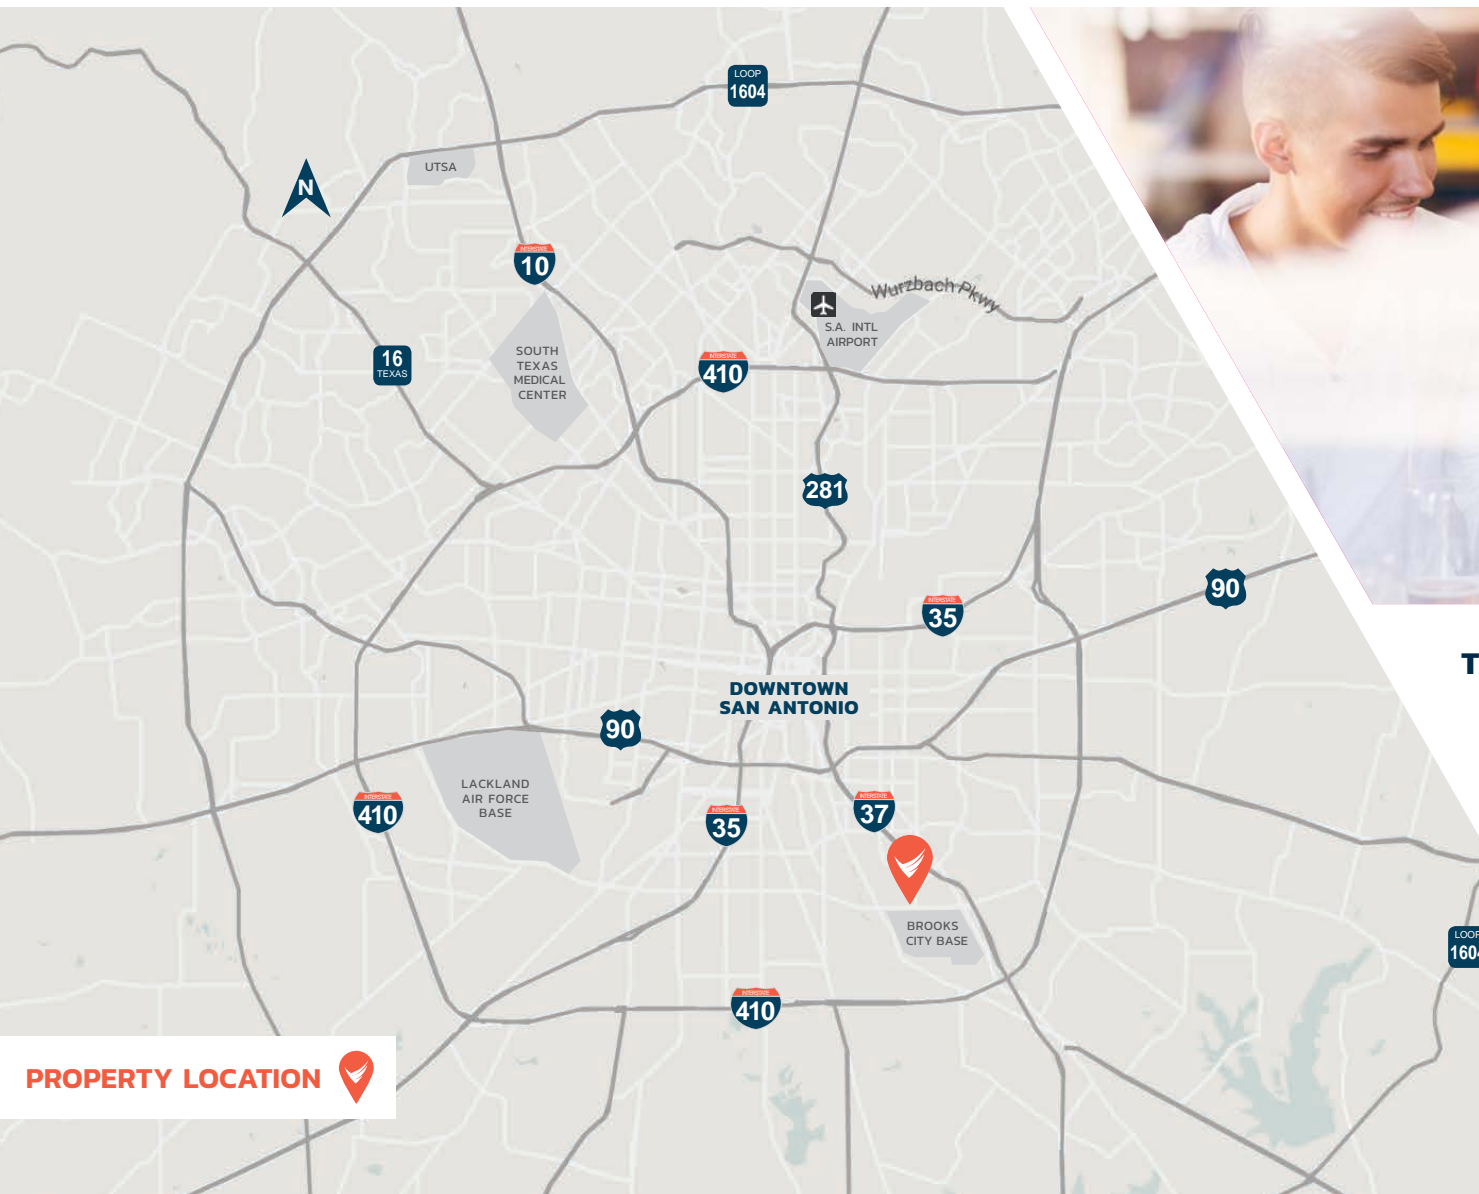 LOOP
1604
UTSA
N
INTERSTATE
10
Wurzbach Pkwy
S.A. INTL
AIRPORT
SOUTH
TEXAS
MEDICAL
CENTER
16
TEXAS
INTERSTATE
410
281
90
INTERSTATE
35
T
DOWNTOWN
SAN ANTONIO
90
LACKLAND
AIR FORCE
BASE
INTERSTATE
410
INTERSTATE
35
INTERSTATE
37
BROOKS
CITY BASE
LOOP
1604
INTERSTATE
410
PROPERTY LOCATION